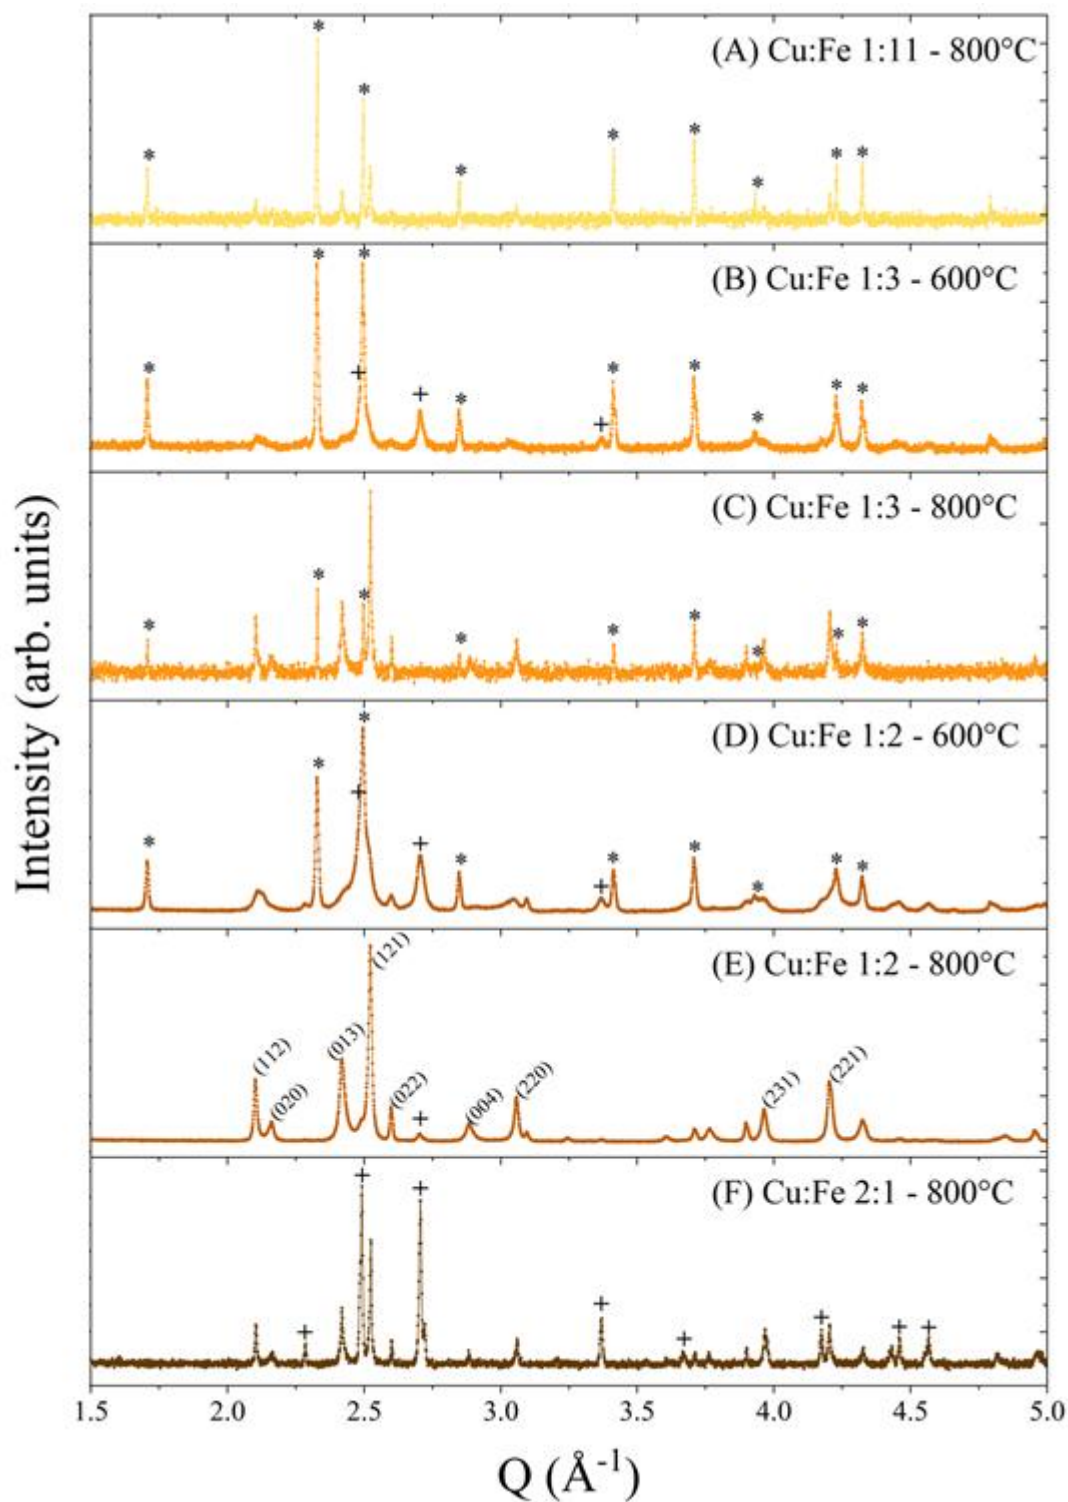 (A) Cu:Fe 1:11 - 800°C
* * * * * * * * *
(B) Cu:Fe 1:3 - 600°C
* * * * * * * * *
+ + +
(C) Cu:Fe 1:3 - 800°C
* * * * * * * * *
(D) Cu:Fe 1:2 - 600°C
* * * * * * * * *
+ + +
(E) Cu:Fe 1:2 - 800°C
(112) (020) (013) (121) (022) + (004) (220) (231) (221)
(F) Cu:Fe 2:1 - 800°C
+ + + + + + + +
Intensity (arb. units)
1.5 2.0 2.5 3.0 3.5 4.0 4.5 5.0
Q (Å⁻¹)